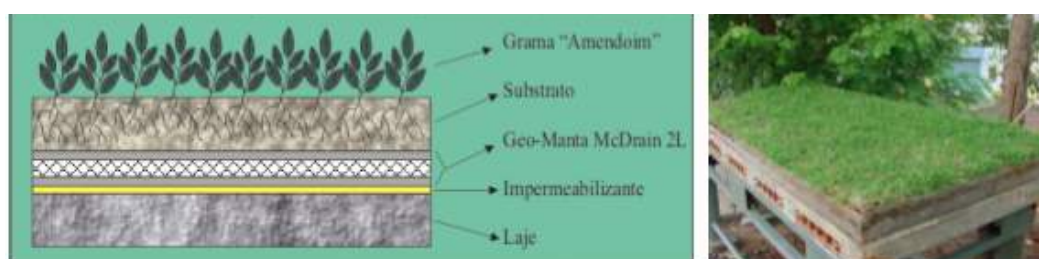 Grama “Amendoim”
Substrato
Geo-Manta McDrain 2L
Impermeabilizante
Laje